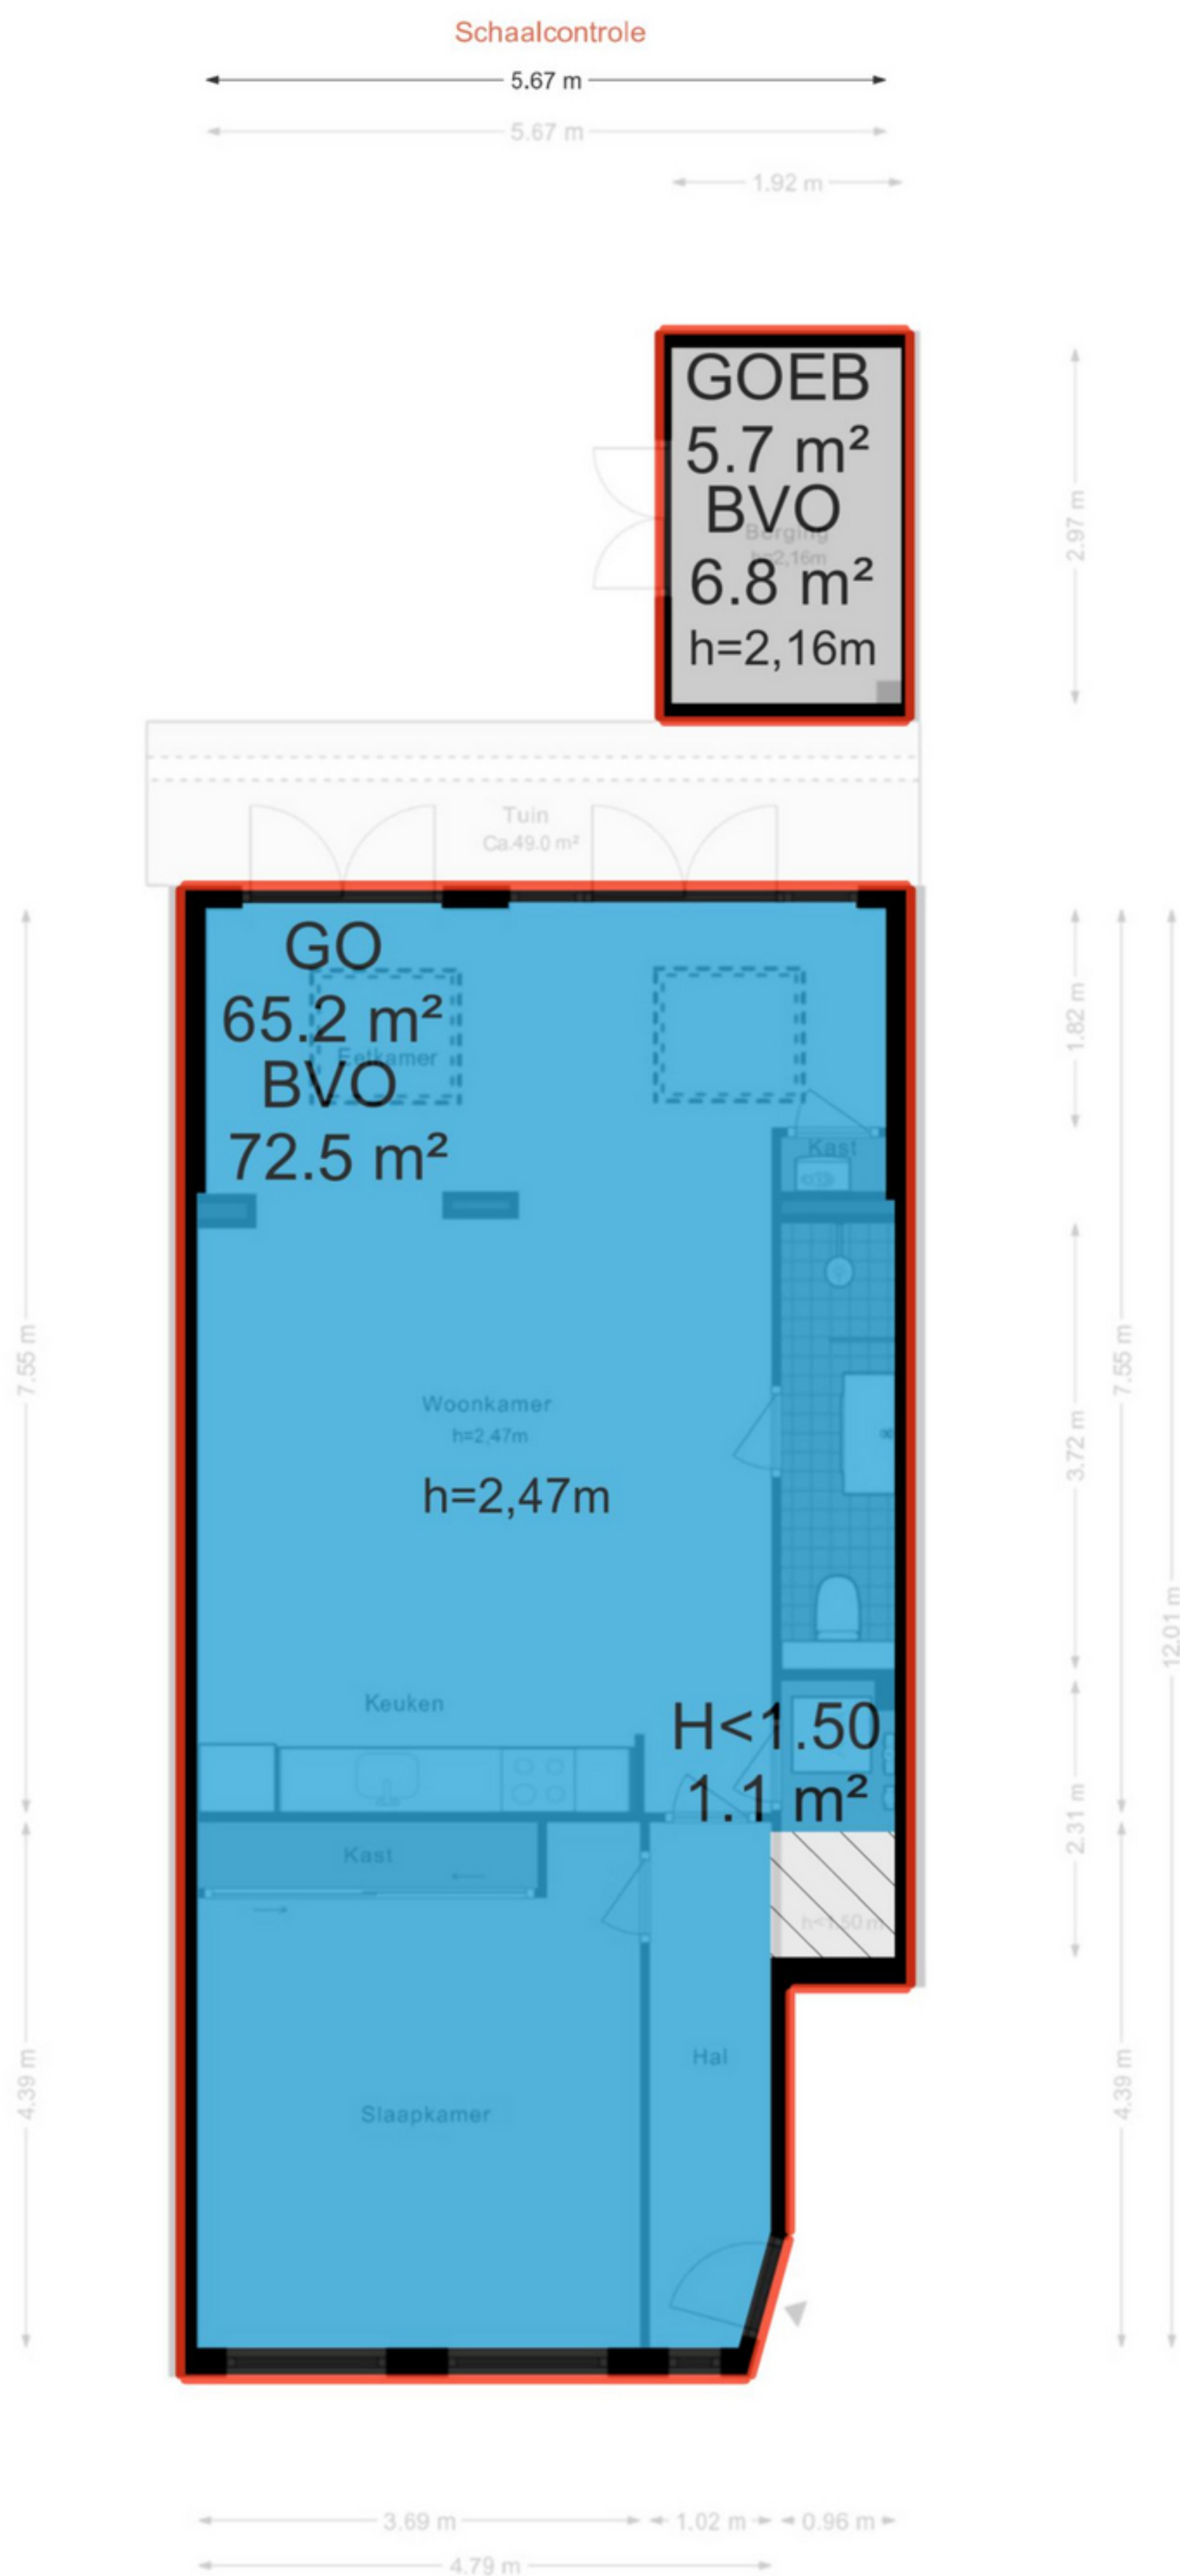 Schaalcontrole
5.67 m
5.67 m
1.92 m
GOEB
5.7 m²
BVO
Berging
h=2,16m
6.8 m²
h=2,16m
2.97 m
Tuin
Ca.49.0 m²
GO
65.2 m²
Eetkamer
BVO
72.5 m²
Kast
1.82 m
7.55 m
Woonkamer
h=2,47m
h=2,47m
7.55 m
3.72 m
12.01 m
Keuken
H<1.50
1.1 m²
Kast
h<1.50 m
2.31 m
Hal
Slaapkamer
4.39 m
4.39 m
3.69 m
1.02 m
0.96 m
4.79 m